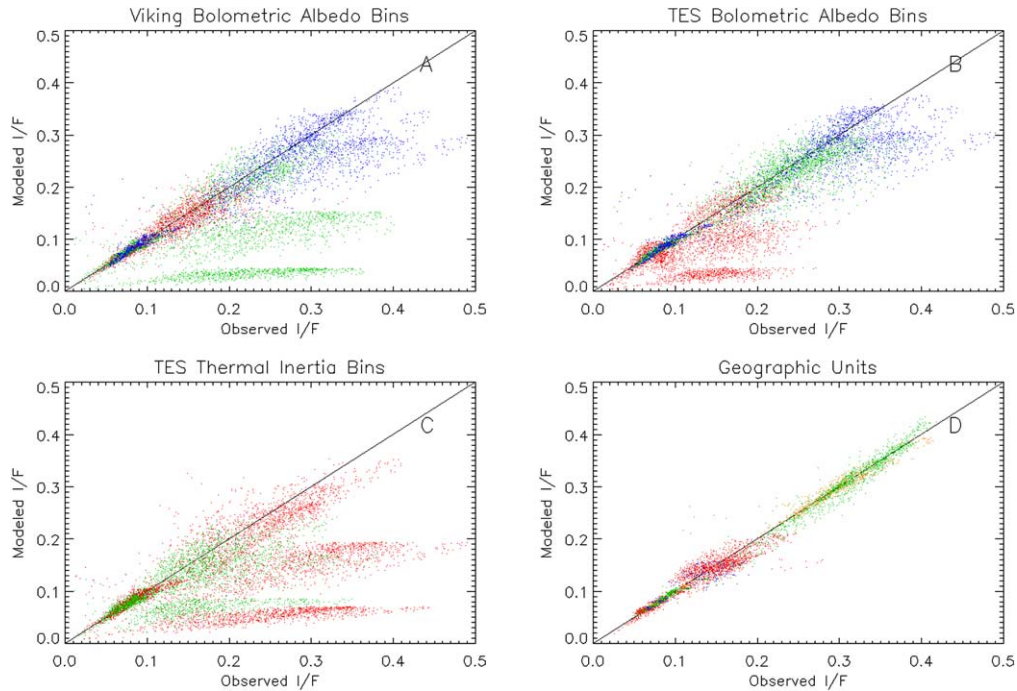 Viking Bolometric Albedo Bins
TES Bolometric Albedo Bins
0.5
0.4
0.3
0.2
0.1
0.0
Modeled I/F
A
0.0 0.1 0.2 0.3 0.4 0.5
Observed I/F
0.5
0.4
0.3
0.2
0.1
0.0
Modeled I/F
B
0.0 0.1 0.2 0.3 0.4 0.5
Observed I/F
TES Thermal Inertia Bins
Geographic Units
0.5
0.4
0.3
0.2
0.1
0.0
Modeled I/F
C
0.0 0.1 0.2 0.3 0.4 0.5
Observed I/F
0.5
0.4
0.3
0.2
0.1
0.0
Modeled I/F
D
0.0 0.1 0.2 0.3 0.4 0.5
Observed I/F